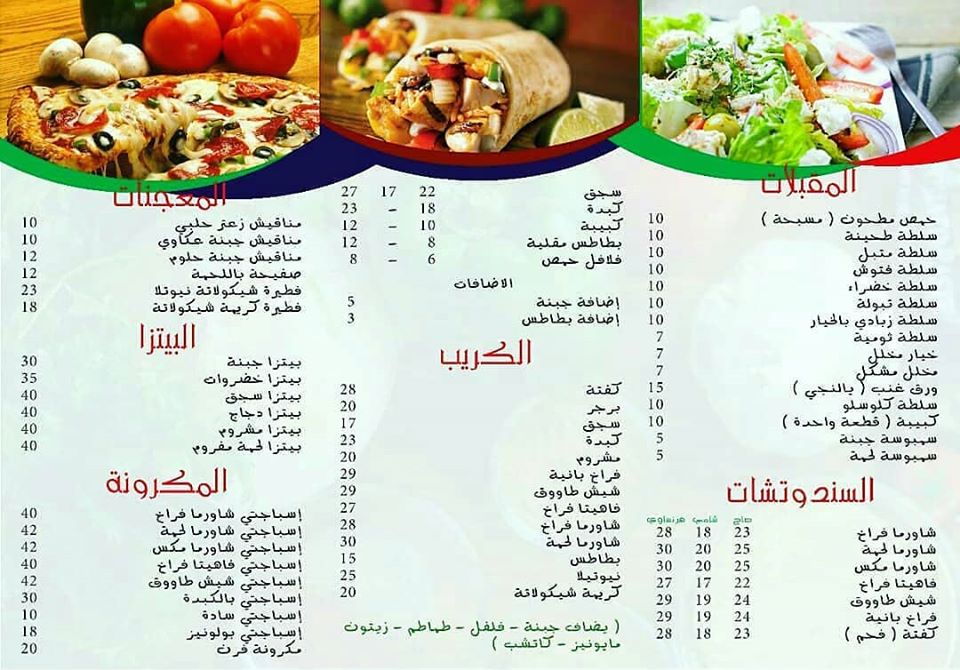 المقبلات
حمص مطحون ( مسبحة ) 10
سلطة طحينة 10
سلطة متبل 10
سلطة فتوش 10
سلطة خضراء 10
سلطة تبولة 10
سلطة زبادي بالخيار 10
سلطة ثومية 7
خيار مخلل 7
مخلل مشكل 7
ورق عنب ( يالنجي ) 15
سلطة كلوسلو 10
كبيبة ( قطعة واحدة ) 10
سمبوسة جبنة 5
سمبوسة لحمة 5
السندوتشات
صاج شامي فرنساوي
شاورما فراخ 23 18 28
شاورما لحمة 25 20 30
شاورما مكس 25 20 30
فاهيتا فراخ 22 17 27
شيش طاووق 24 19 29
فراخ بانية 24 19 29
كفتة ( فحم ) 23 18 28
سجق 22 17 27
كبدة 18 - 23
كبيبة 10 - 12
بطاطس مقلية 8 - 12
فلافل حمص 6 - 8
الاضافات
إضافة جبنة 5
إضافة بطاطس 3
الكريب
كفتة 28
برجر 20
سجق 17
كبدة 23
مشروم 20
فراخ بانية 29
شيش طاووق 29
فاهيتا فراخ 27
شاورما فراخ 28
شاورما لحمة 30
بطاطس 15
نيوتيلا 25
كريمة شيكولاتة 20
( يضاف جبنة - فلفل - طماطم - زيتون
مايونيز - كاتشب )
المعجنات
مناقيش زعتر حلبي 10
مناقيش جبنة عكاوي 10
مناقيش جبنة حلوم 12
صفيحة باللحمة 12
فطيرة شيكولاتة نيوتلا 23
فطيرة كريمة شيكولاتة 18
البيتزا
بيتزا جبنة 30
بيتزا خضروات 35
بيتزا سجق 40
بيتزا دجاج 40
بيتزا مشروم 40
بيتزا لحمة مفروم 40
المكرونة
إسباجتي شاورما فراخ 40
إسباجتي شاورما لحمة 42
إسباجتي شاورما مكس 42
إسباجتي فاهيتا فراخ 40
إسباجتي شيش طاووق 42
إسباجتي بالكبدة 30
إسباجتي سادة 10
إسباجتي بولونيز 18
مكرونة فرن 20